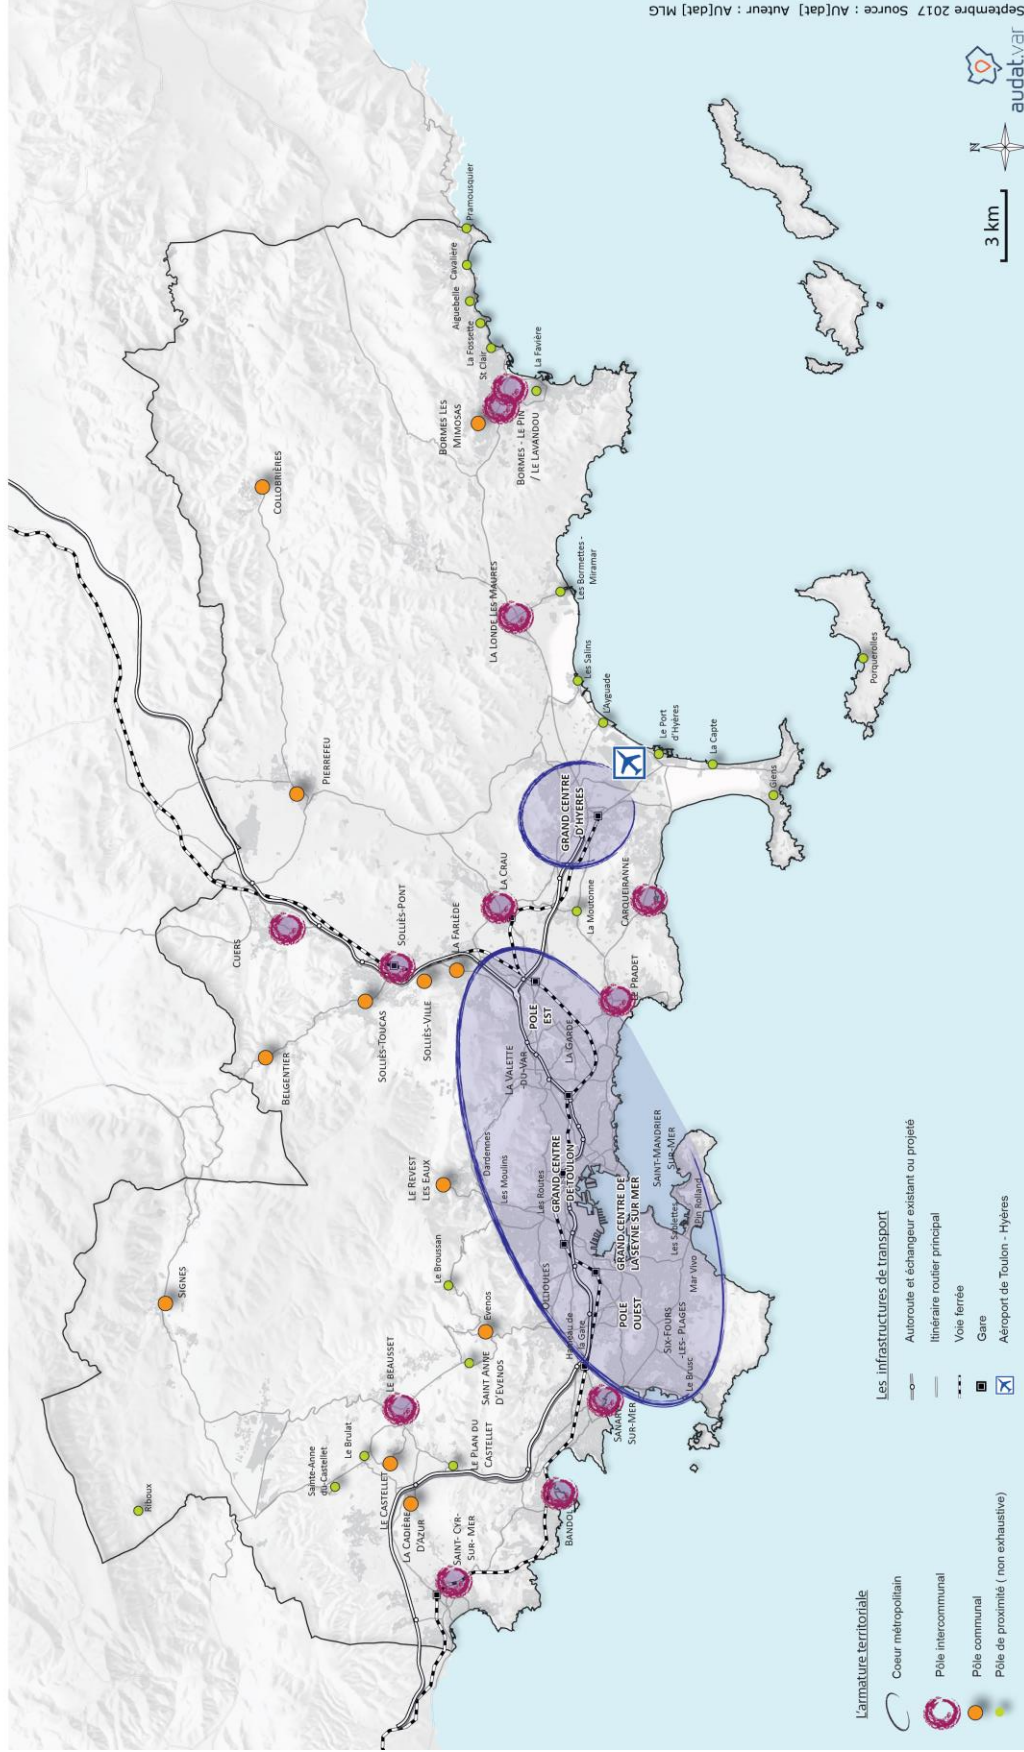 Septembre 2017 Source : AU[dat] Auteur : AU[dat] MLG
audat.var
N
3 km
SIGNES
Riboux
BELGENTIER
CUERS
PIERREFEU
COLLOBRIÈRES
SOLLIÈS-PONT
SOLLIÈS-TOUCAS
SOLLIÈS-VILLE
LA FARLÈDE
LE REVEST
LES EAUX
Dardennes
Les Moulins
Le Broussan
Evenos
SAINT ANNE
D'EVENOS
LE BEAUSSET
Le Brulat
Sainte-Anne
du-Castellet
LE CASTELLET
LE PLAN DU
CASTELLET
LA CADIÈRE
D'AZUR
SAINT- CYR-
SUR- MER
BANDOL
SANARY
SUR-MER
OLLIOULES
Hameau de
la Gare
POLE
OUEST
SIX-FOURS
-LES- PLAGES
Le Brusc
Mar Vivo
Les Sablettes
Pin Rolland
SAINT-MANDRIER
SUR-MER
GRAND CENTRE DE
LA SEYNE SUR MER
GRAND CENTRE
DE TOULON
Les Routes
LA VALETTE
-DU-VAR
LA GARDE
POLE
EST
LE PRADET
CARQUEIRANNE
LA CRAU
La Moutonne
GRAND CENTRE
D'HYERES
L'Ayguade
Le Port
d'Hyères
La Capte
Giens
Porquerolles
Les Salins
LA LONDE LES MAURES
Les Bormettes -
Miramar
BORMES LES
MIMOSAS
BORMES - LE PIN
/ LE LAVANDOU
La Favière
St Clair
La Fossette
Aiguebelle
Cavalière
Pramousquier
L'armature territoriale
Coeur métropolitain
Pôle intercommunal
Pôle communal
Pôle de proximité ( non exhaustive)
Les infrastructures de transport
Autoroute et échangeur existant ou projeté
Itinéraire routier principal
Voie ferrée
Gare
Aéroport de Toulon - Hyères